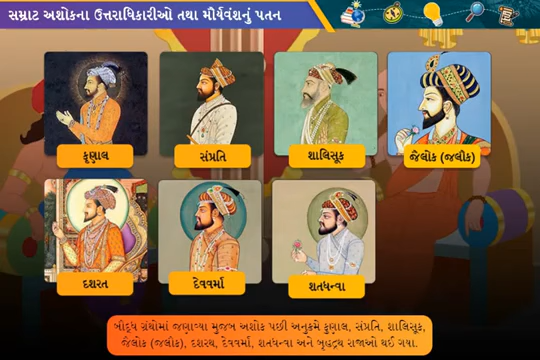 સમ્રાટ અશોકના ઉત્તરાધિકારીઓ તથા મૌર્યવંશનું પતન
કૃણાલ
સંપ્રતિ
શાલિસૂક
જેલોક (જલીક)
દશરત
દેવવર્મા
શતધન્વા
બૌદ્ધ ગ્રંથોમાં જણાવ્યા મુજબ અશોક પછી અનુક્રમે કુણાલ, સંપ્રતિ, શાલિસુક,
જેલોક (જલીક), દશરથ, દેવવર્મા, શતધન્વા અને બૃહદ્રથ રાજાઓ થઈ ગયા.